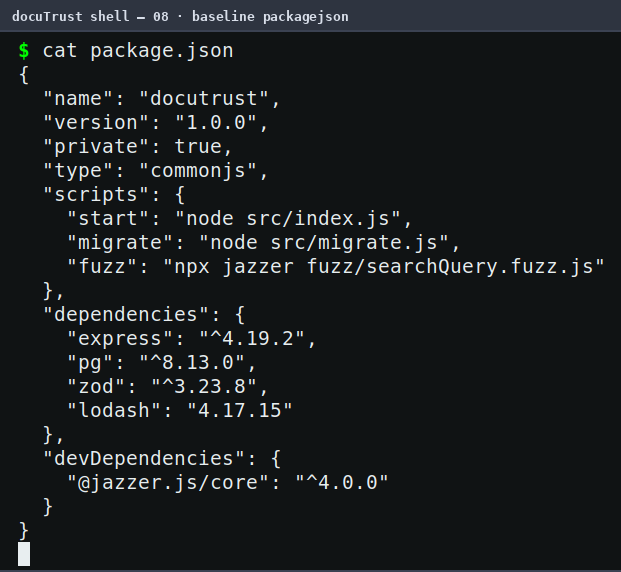 docuTrust shell — 08 · baseline packagejson
$ cat package.json
{
  "name": "docutrust",
  "version": "1.0.0",
  "private": true,
  "type": "commonjs",
  "scripts": {
    "start": "node src/index.js",
    "migrate": "node src/migrate.js",
    "fuzz": "npx jazzer fuzz/searchQuery.fuzz.js"
  },
  "dependencies": {
    "express": "^4.19.2",
    "pg": "^8.13.0",
    "zod": "^3.23.8",
    "lodash": "4.17.15"
  },
  "devDependencies": {
    "@jazzer.js/core": "^4.0.0"
  }
}